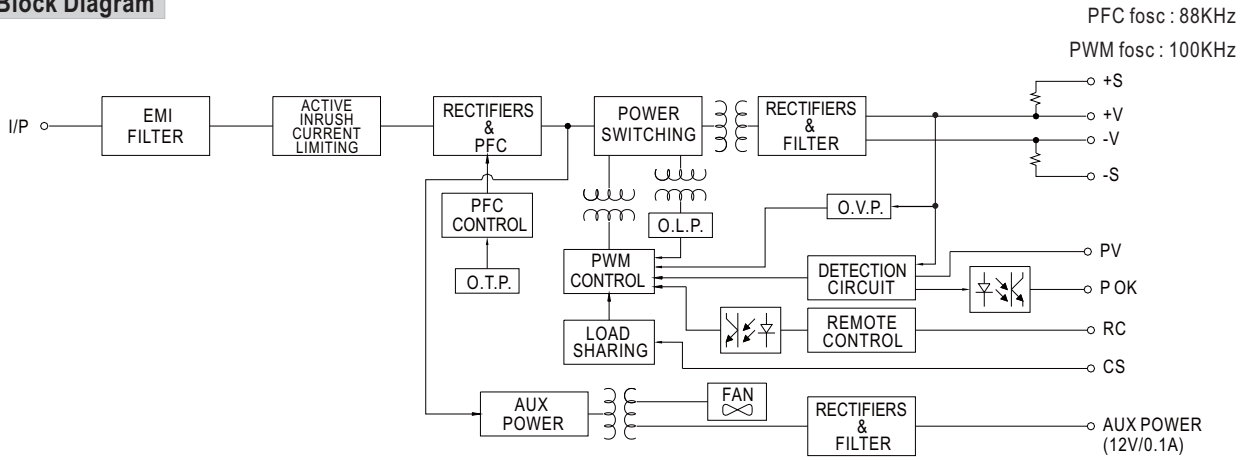 Block Diagram
PFC fosc : 88KHz
PWM fosc : 100KHz
I/P
EMI
FILTER
ACTIVE
INRUSH
CURRENT
LIMITING
RECTIFIERS
&
PFC
POWER
SWITCHING
RECTIFIERS
&
FILTER
+S
+V
-V
-S
PFC
CONTROL
O.T.P.
O.L.P.
O.V.P.
PWM
CONTROL
DETECTION
CIRCUIT
PV
P OK
LOAD
SHARING
REMOTE
CONTROL
RC
CS
AUX
POWER
FAN
RECTIFIERS
&
FILTER
AUX POWER
(12V/0.1A)